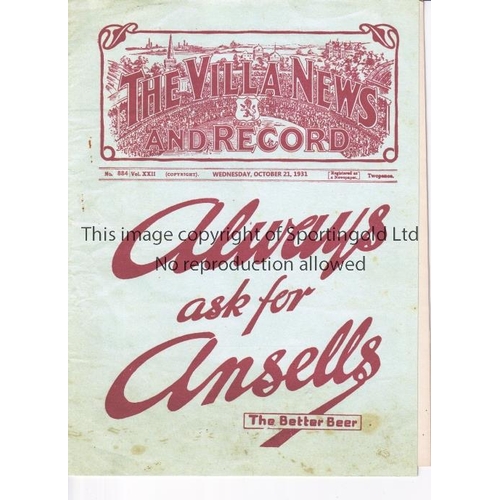 THE VILLA NEWS
AND RECORD
No. 884 Vol. XXII (COPYRIGHT). WEDNESDAY, OCTOBER 21, 1931 Registered as a Newspaper. Twopence.
Always
This image copyright of Sportingold Ltd
No reproduction allowed
ask for
Ansells
The Better Beer